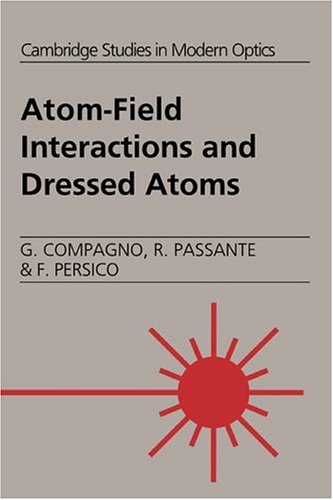 Cambridge Studies in Modern Optics
Atom-Field
Interactions and
Dressed Atoms
G. COMPAGNO, R. PASSANTE
& F. PERSICO